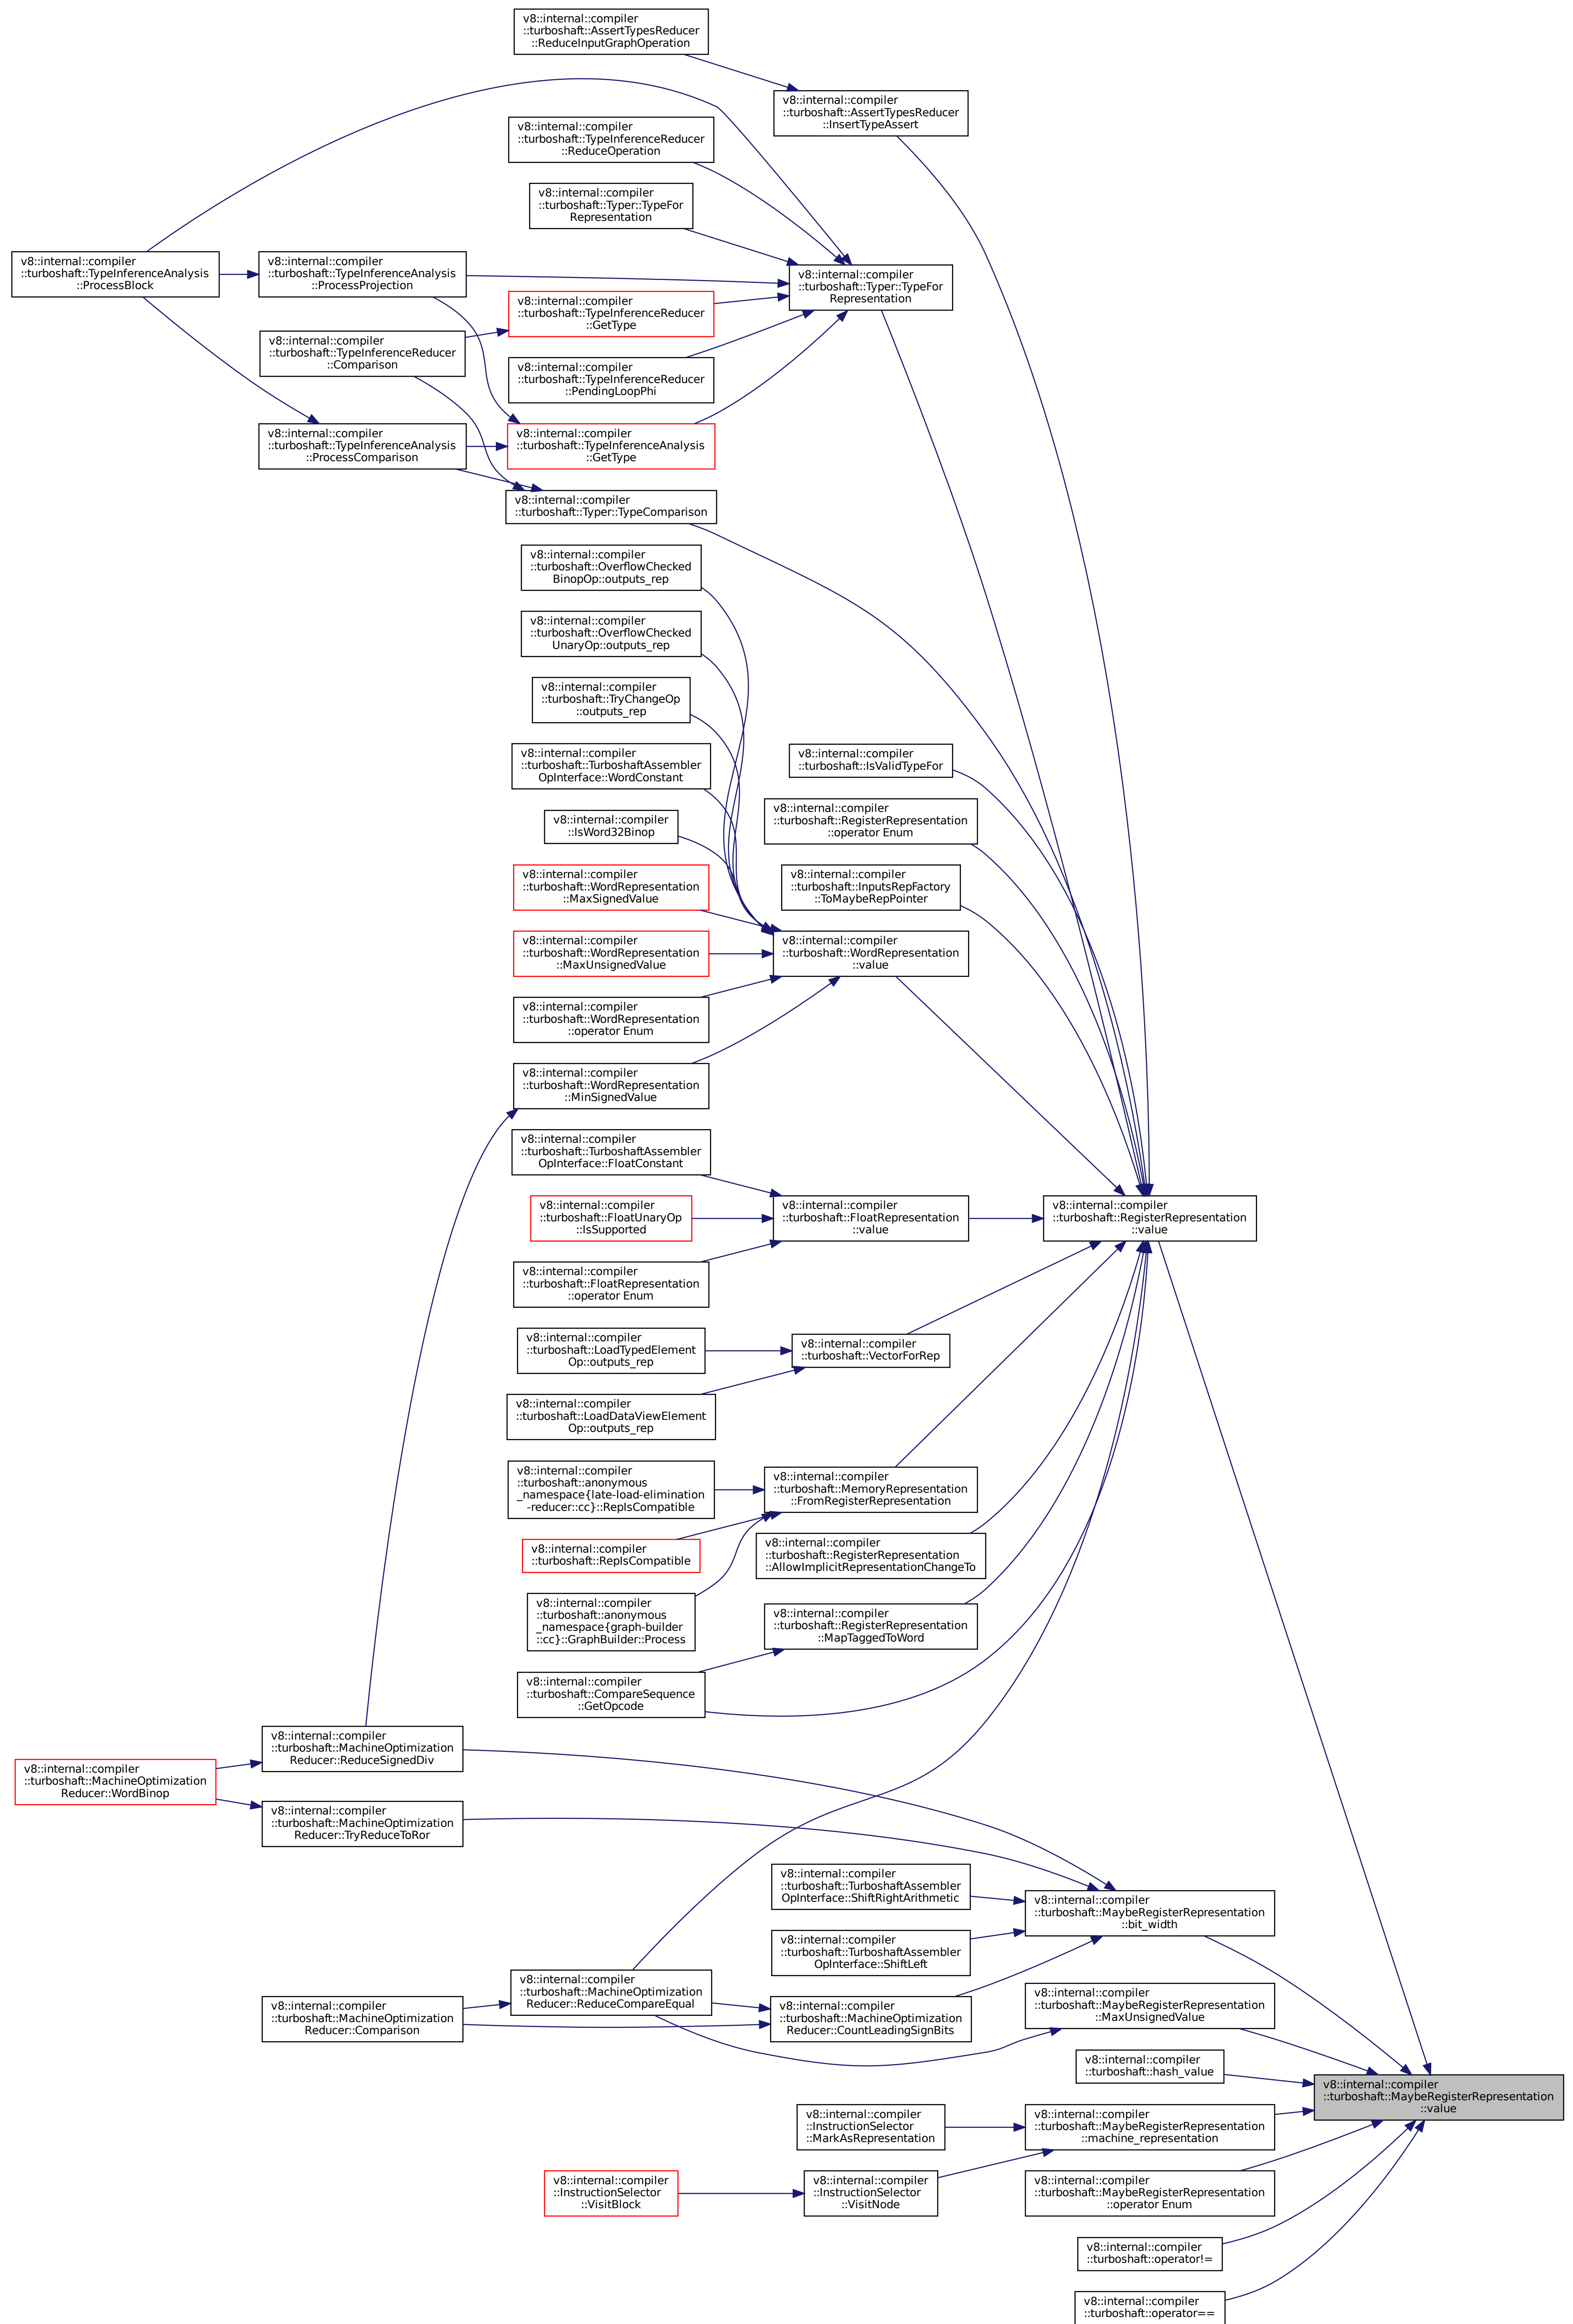 v8::internal::compiler
::turboshaft::AssertTypesReducer
::ReduceInputGraphOperation
v8::internal::compiler
::turboshaft::AssertTypesReducer
::InsertTypeAssert
v8::internal::compiler
::turboshaft::TypeInferenceReducer
::ReduceOperation
v8::internal::compiler
::turboshaft::Typer::TypeFor
Representation
v8::internal::compiler
::turboshaft::TypeInferenceAnalysis
::ProcessBlock
v8::internal::compiler
::turboshaft::TypeInferenceAnalysis
::ProcessProjection
v8::internal::compiler
::turboshaft::Typer::TypeFor
Representation
v8::internal::compiler
::turboshaft::TypeInferenceReducer
::GetType
v8::internal::compiler
::turboshaft::TypeInferenceReducer
::Comparison
v8::internal::compiler
::turboshaft::TypeInferenceReducer
::PendingLoopPhi
v8::internal::compiler
::turboshaft::TypeInferenceAnalysis
::ProcessComparison
v8::internal::compiler
::turboshaft::TypeInferenceAnalysis
::GetType
v8::internal::compiler
::turboshaft::Typer::TypeComparison
v8::internal::compiler
::turboshaft::OverflowChecked
BinopOp::outputs_rep
v8::internal::compiler
::turboshaft::OverflowChecked
UnaryOp::outputs_rep
v8::internal::compiler
::turboshaft::TryChangeOp
::outputs_rep
v8::internal::compiler
::turboshaft::TurboshaftAssembler
OpInterface::WordConstant
v8::internal::compiler
::turboshaft::IsValidTypeFor
v8::internal::compiler
::IsWord32Binop
v8::internal::compiler
::turboshaft::RegisterRepresentation
::operator Enum
v8::internal::compiler
::turboshaft::WordRepresentation
::MaxSignedValue
v8::internal::compiler
::turboshaft::InputsRepFactory
::ToMaybeRepPointer
v8::internal::compiler
::turboshaft::WordRepresentation
::MaxUnsignedValue
v8::internal::compiler
::turboshaft::WordRepresentation
::value
v8::internal::compiler
::turboshaft::WordRepresentation
::operator Enum
v8::internal::compiler
::turboshaft::WordRepresentation
::MinSignedValue
v8::internal::compiler
::turboshaft::TurboshaftAssembler
OpInterface::FloatConstant
v8::internal::compiler
::turboshaft::FloatUnaryOp
::IsSupported
v8::internal::compiler
::turboshaft::FloatRepresentation
::value
v8::internal::compiler
::turboshaft::RegisterRepresentation
::value
v8::internal::compiler
::turboshaft::FloatRepresentation
::operator Enum
v8::internal::compiler
::turboshaft::LoadTypedElement
Op::outputs_rep
v8::internal::compiler
::turboshaft::VectorForRep
v8::internal::compiler
::turboshaft::LoadDataViewElement
Op::outputs_rep
v8::internal::compiler
::turboshaft::anonymous
_namespace{late-load-elimination
-reducer::cc}::RepIsCompatible
v8::internal::compiler
::turboshaft::MemoryRepresentation
::FromRegisterRepresentation
v8::internal::compiler
::turboshaft::RepIsCompatible
v8::internal::compiler
::turboshaft::RegisterRepresentation
::AllowImplicitRepresentationChangeTo
v8::internal::compiler
::turboshaft::anonymous
_namespace{graph-builder
::cc}::GraphBuilder::Process
v8::internal::compiler
::turboshaft::RegisterRepresentation
::MapTaggedToWord
v8::internal::compiler
::turboshaft::CompareSequence
::GetOpcode
v8::internal::compiler
::turboshaft::MachineOptimization
Reducer::ReduceSignedDiv
v8::internal::compiler
::turboshaft::MachineOptimization
Reducer::WordBinop
v8::internal::compiler
::turboshaft::MachineOptimization
Reducer::TryReduceToRor
v8::internal::compiler
::turboshaft::TurboshaftAssembler
OpInterface::ShiftRightArithmetic
v8::internal::compiler
::turboshaft::MaybeRegisterRepresentation
::bit_width
v8::internal::compiler
::turboshaft::TurboshaftAssembler
OpInterface::ShiftLeft
v8::internal::compiler
::turboshaft::MachineOptimization
Reducer::ReduceCompareEqual
v8::internal::compiler
::turboshaft::MachineOptimization
Reducer::Comparison
v8::internal::compiler
::turboshaft::MachineOptimization
Reducer::CountLeadingSignBits
v8::internal::compiler
::turboshaft::MaybeRegisterRepresentation
::MaxUnsignedValue
v8::internal::compiler
::turboshaft::hash_value
v8::internal::compiler
::turboshaft::MaybeRegisterRepresentation
::value
v8::internal::compiler
::InstructionSelector
::MarkAsRepresentation
v8::internal::compiler
::turboshaft::MaybeRegisterRepresentation
::machine_representation
v8::internal::compiler
::InstructionSelector
::VisitBlock
v8::internal::compiler
::InstructionSelector
::VisitNode
v8::internal::compiler
::turboshaft::MaybeRegisterRepresentation
::operator Enum
v8::internal::compiler
::turboshaft::operator!=
v8::internal::compiler
::turboshaft::operator==